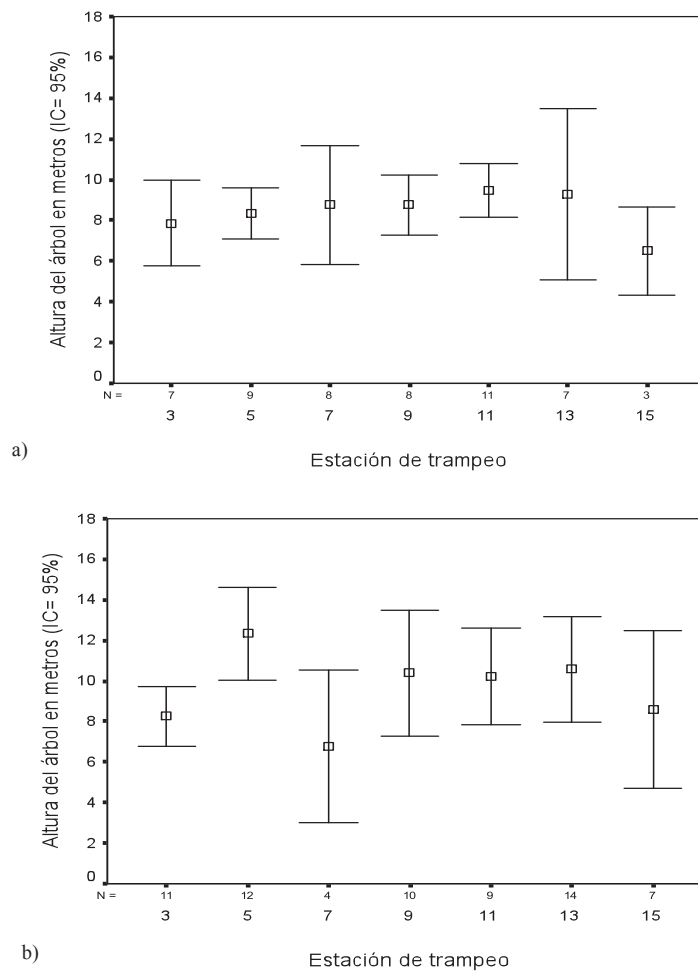 18
16
14
12
10
8
6
4
2
0
Altura del árbol en metros (IC= 95%)
N = 7 9 8 8 11 7 3
3 5 7 9 11 13 15
a)
Estación de trampeo
18
16
14
12
10
8
6
4
2
0
Altura del árbol en metros (IC= 95%)
N = 11 12 4 10 9 14 7
3 5 7 9 11 13 15
b)
Estación de trampeo